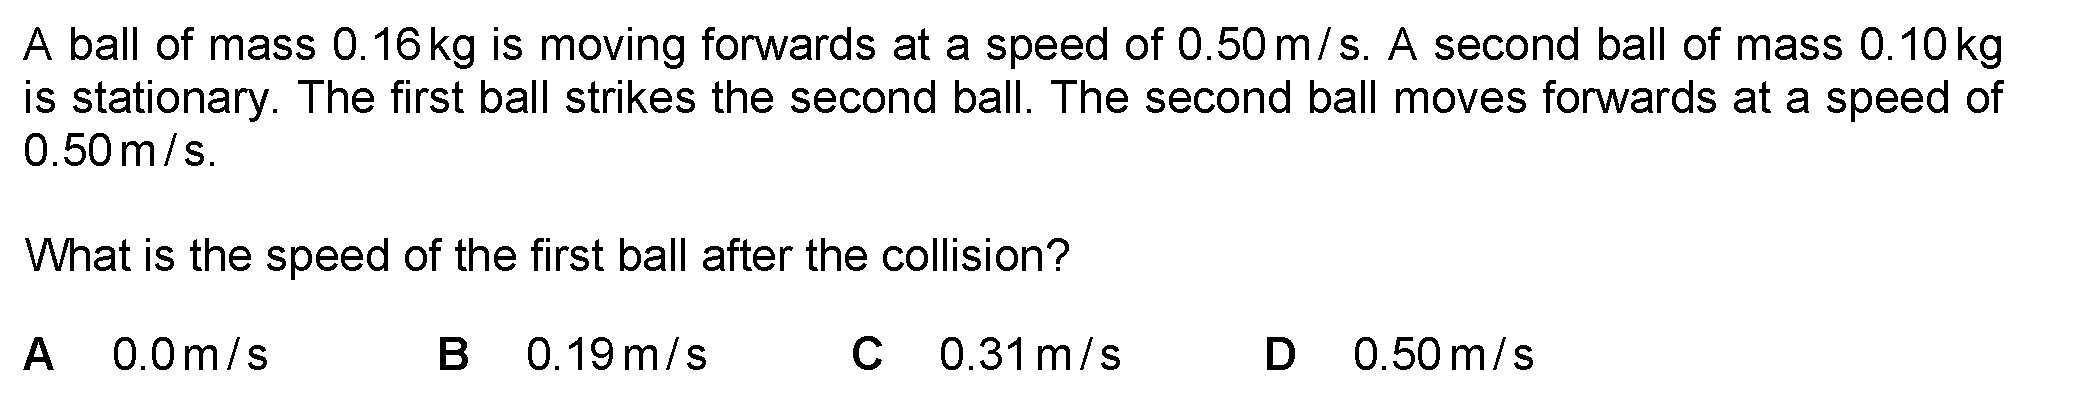 A ball of mass 0.16 kg is moving forwards at a speed of 0.50 m / s. A second ball of mass 0.10 kg
is stationary. The first ball strikes the second ball. The second ball moves forwards at a speed of
0.50 m / s.
What is the speed of the first ball after the collision?
A 0.0 m / s B 0.19 m / s C 0.31 m / s D 0.50 m / s